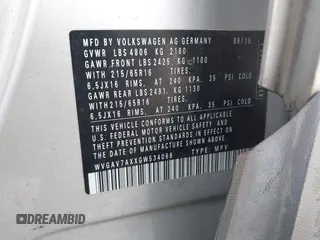 MFD BY VOLKSWAGEN AG GERMANY 09/15
GVWR LBS 4806 KG 2180
GAWR FRONT LBS 2425 KG 1100
WITH 215/65R16 TIRES,
6,5JX16 RIMS, AT 240 KPA, 35 PSI COLD
GAWR REAR LBS 2491 KG 1130
WITH 215/65R16 TIRES,
6,5JX16 RIMS, AT 240 KPA, 35 PSI COLD
THIS VEHICLE CONFORMS TO ALL APPLICABLE
FEDERAL MOTOR VEHICLE SAFETY AND
THEFT PREVENTION STANDARDS IN
EFFECT ON THE DATE OF MANUFACTURE
SHOWN ABOVE.
WVGAV7AXXGW534068 TYPE: MPV
DREAMBID